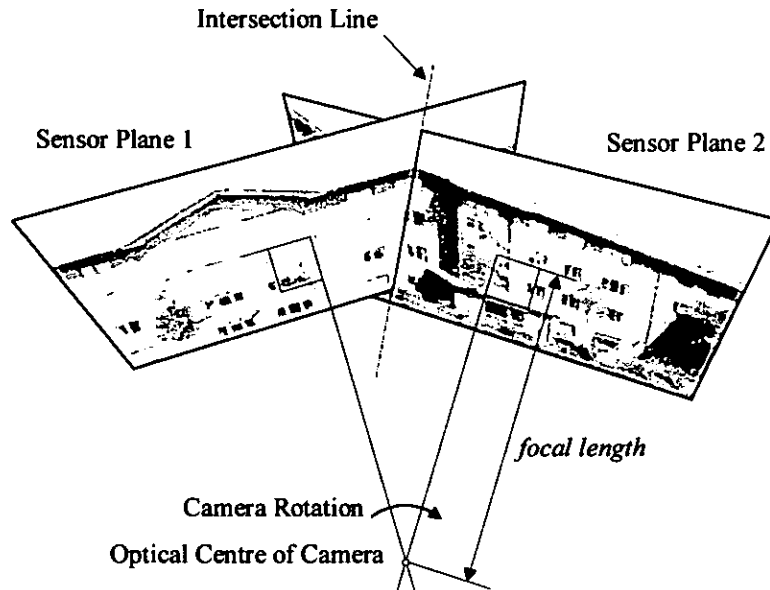 Intersection Line
Sensor Plane 1
Sensor Plane 2
focal length
Camera Rotation
Optical Centre of Camera